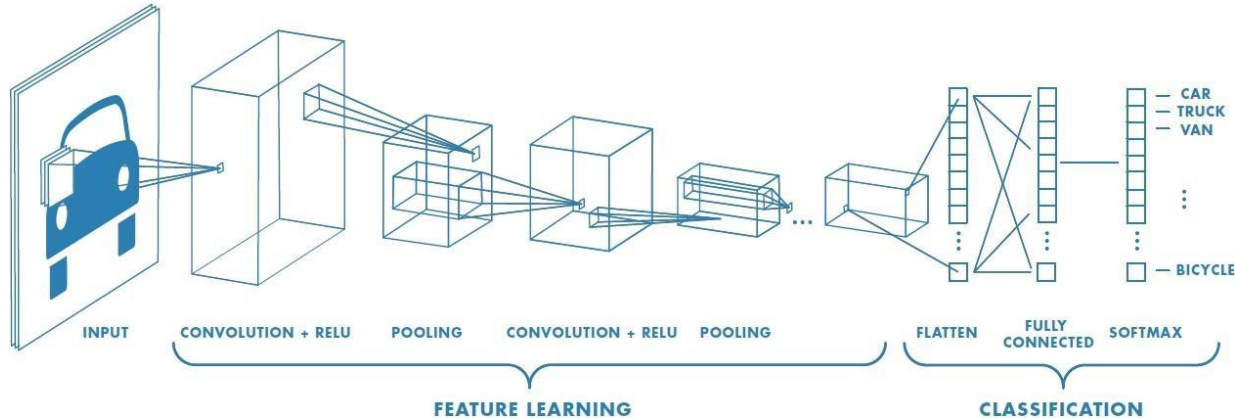 CAR
TRUCK
VAN
BICYCLE
INPUT
CONVOLUTION + RELU
POOLING
CONVOLUTION + RELU
POOLING
FLATTEN
FULLY
CONNECTED
SOFTMAX
FEATURE LEARNING
CLASSIFICATION